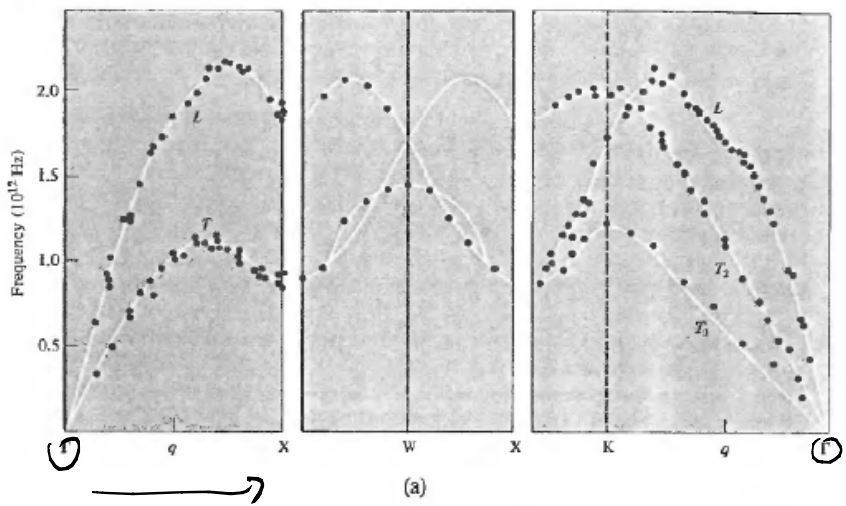 2.0
1.5
1.0
0.5
Frequency (10¹² Hz)
L
T
Γ q X
W X
L
T₂
T₁
K q Γ
(a)